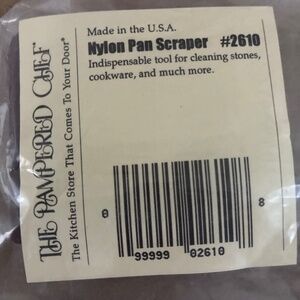 THE PAMPERED CHEF®
The Kitchen Store That Comes To Your Door®
Made in the U.S.A.
Nylon Pan Scraper #2610
Indispensable tool for cleaning stones,
cookware, and much more.
0 99999 02610 8